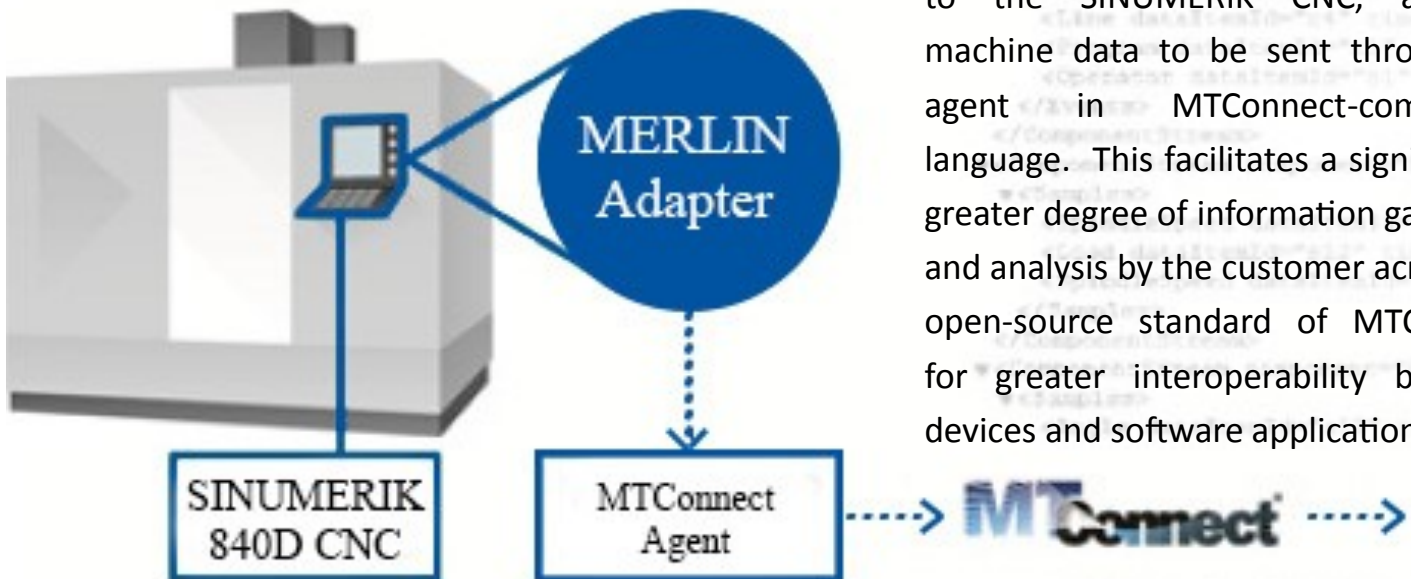 MERLIN
Adapter
SINUMERIK
840D CNC
MTConnect
Agent
MTConnect
to the SINUMERIK CNC, a
machine data to be sent thro
agent in MTConnect-com
language. This facilitates a signi
greater degree of information ga
and analysis by the customer acr
open-source standard of MTC
for greater interoperability b
devices and software application